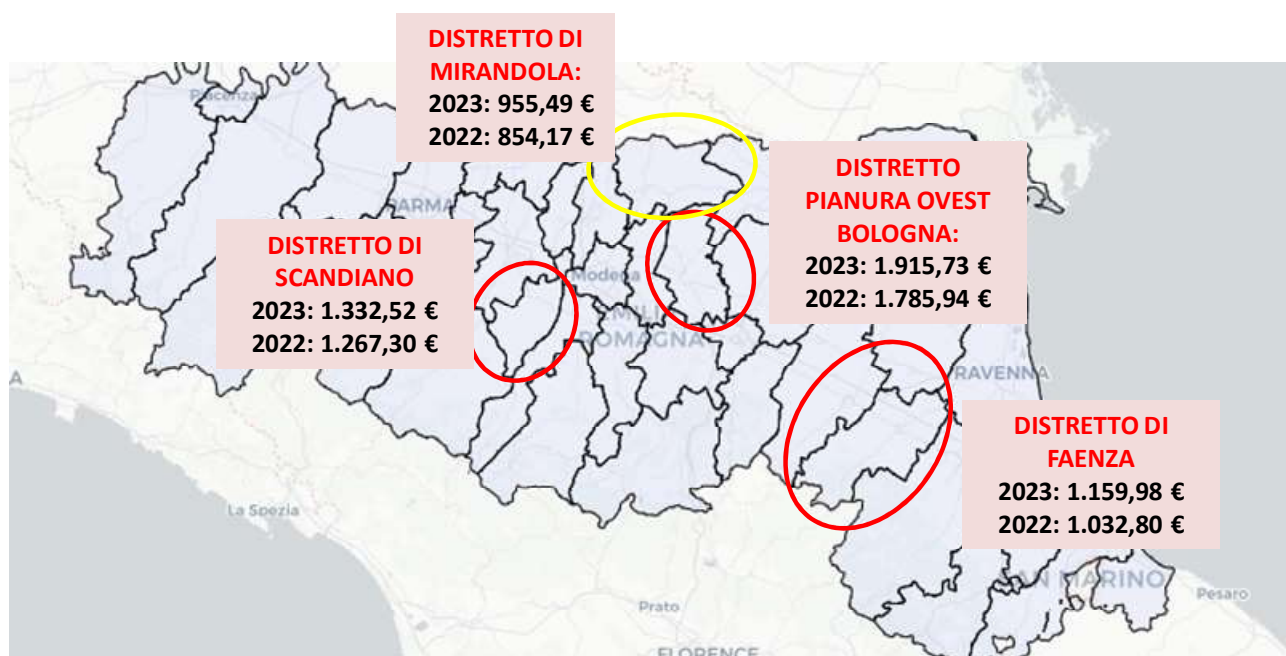 DISTRETTO DI
MIRANDOLA:
2023: 955,49 €
2022: 854,17 €
Piacenza
DISTRETTO
PIANURA OVEST
BOLOGNA:
2023: 1.915,73 €
2022: 1.785,94 €
PARMA
DISTRETTO DI
SCANDIANO
2023: 1.332,52 €
2022: 1.267,30 €
Modena
ROMAGNA
RAVENNA
DISTRETTO DI
FAENZA
2023: 1.159,98 €
2022: 1.032,80 €
La Spezia
SAN MARINO
Pesaro
Prato
FLORENCE